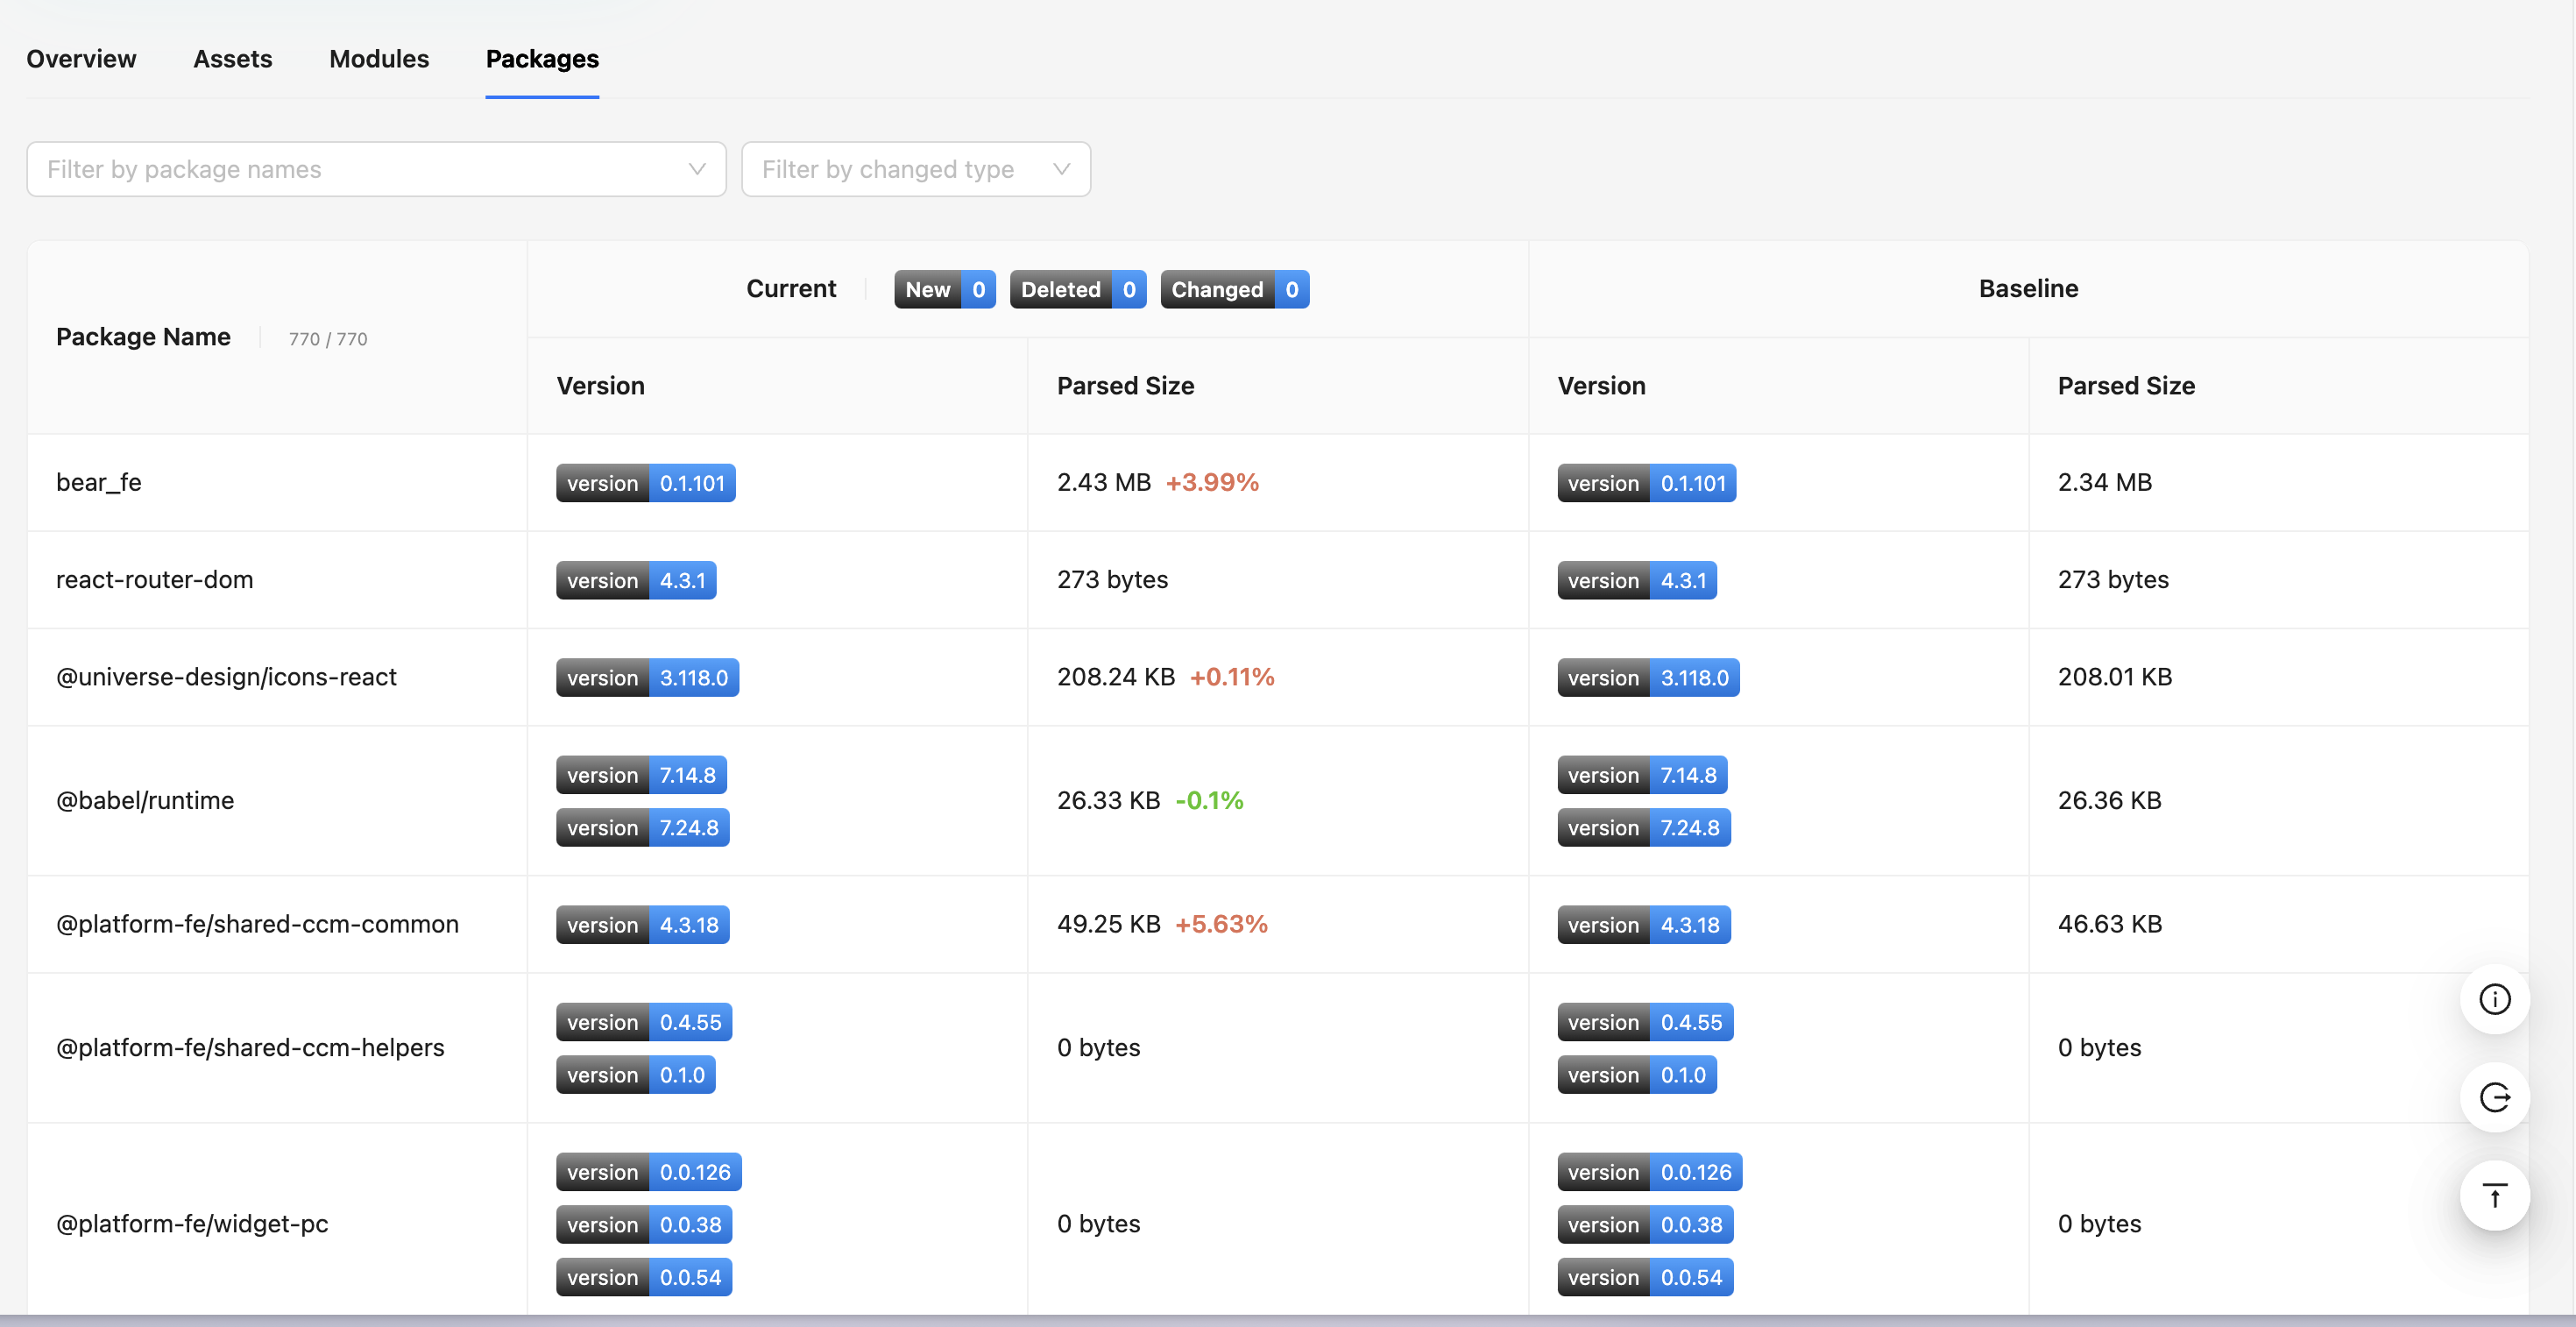 Overview Assets Modules Packages
Filter by package names Filter by changed type
Current New 0 Deleted 0 Changed 0 Baseline
Package Name 770 / 770
Version Parsed Size Version Parsed Size
bear_fe version 0.1.101 2.43 MB +3.99% version 0.1.101 2.34 MB
react-router-dom version 4.3.1 273 bytes version 4.3.1 273 bytes
@universe-design/icons-react version 3.118.0 208.24 KB +0.11% version 3.118.0 208.01 KB
version 7.14.8 version 7.14.8
@babel/runtime 26.33 KB -0.1% 26.36 KB
version 7.24.8 version 7.24.8
@platform-fe/shared-ccm-common version 4.3.18 49.25 KB +5.63% version 4.3.18 46.63 KB
version 0.4.55 version 0.4.55
@platform-fe/shared-ccm-helpers 0 bytes 0 bytes
version 0.1.0 version 0.1.0
version 0.0.126 version 0.0.126
@platform-fe/widget-pc version 0.0.38 0 bytes version 0.0.38 0 bytes
version 0.0.54 version 0.0.54